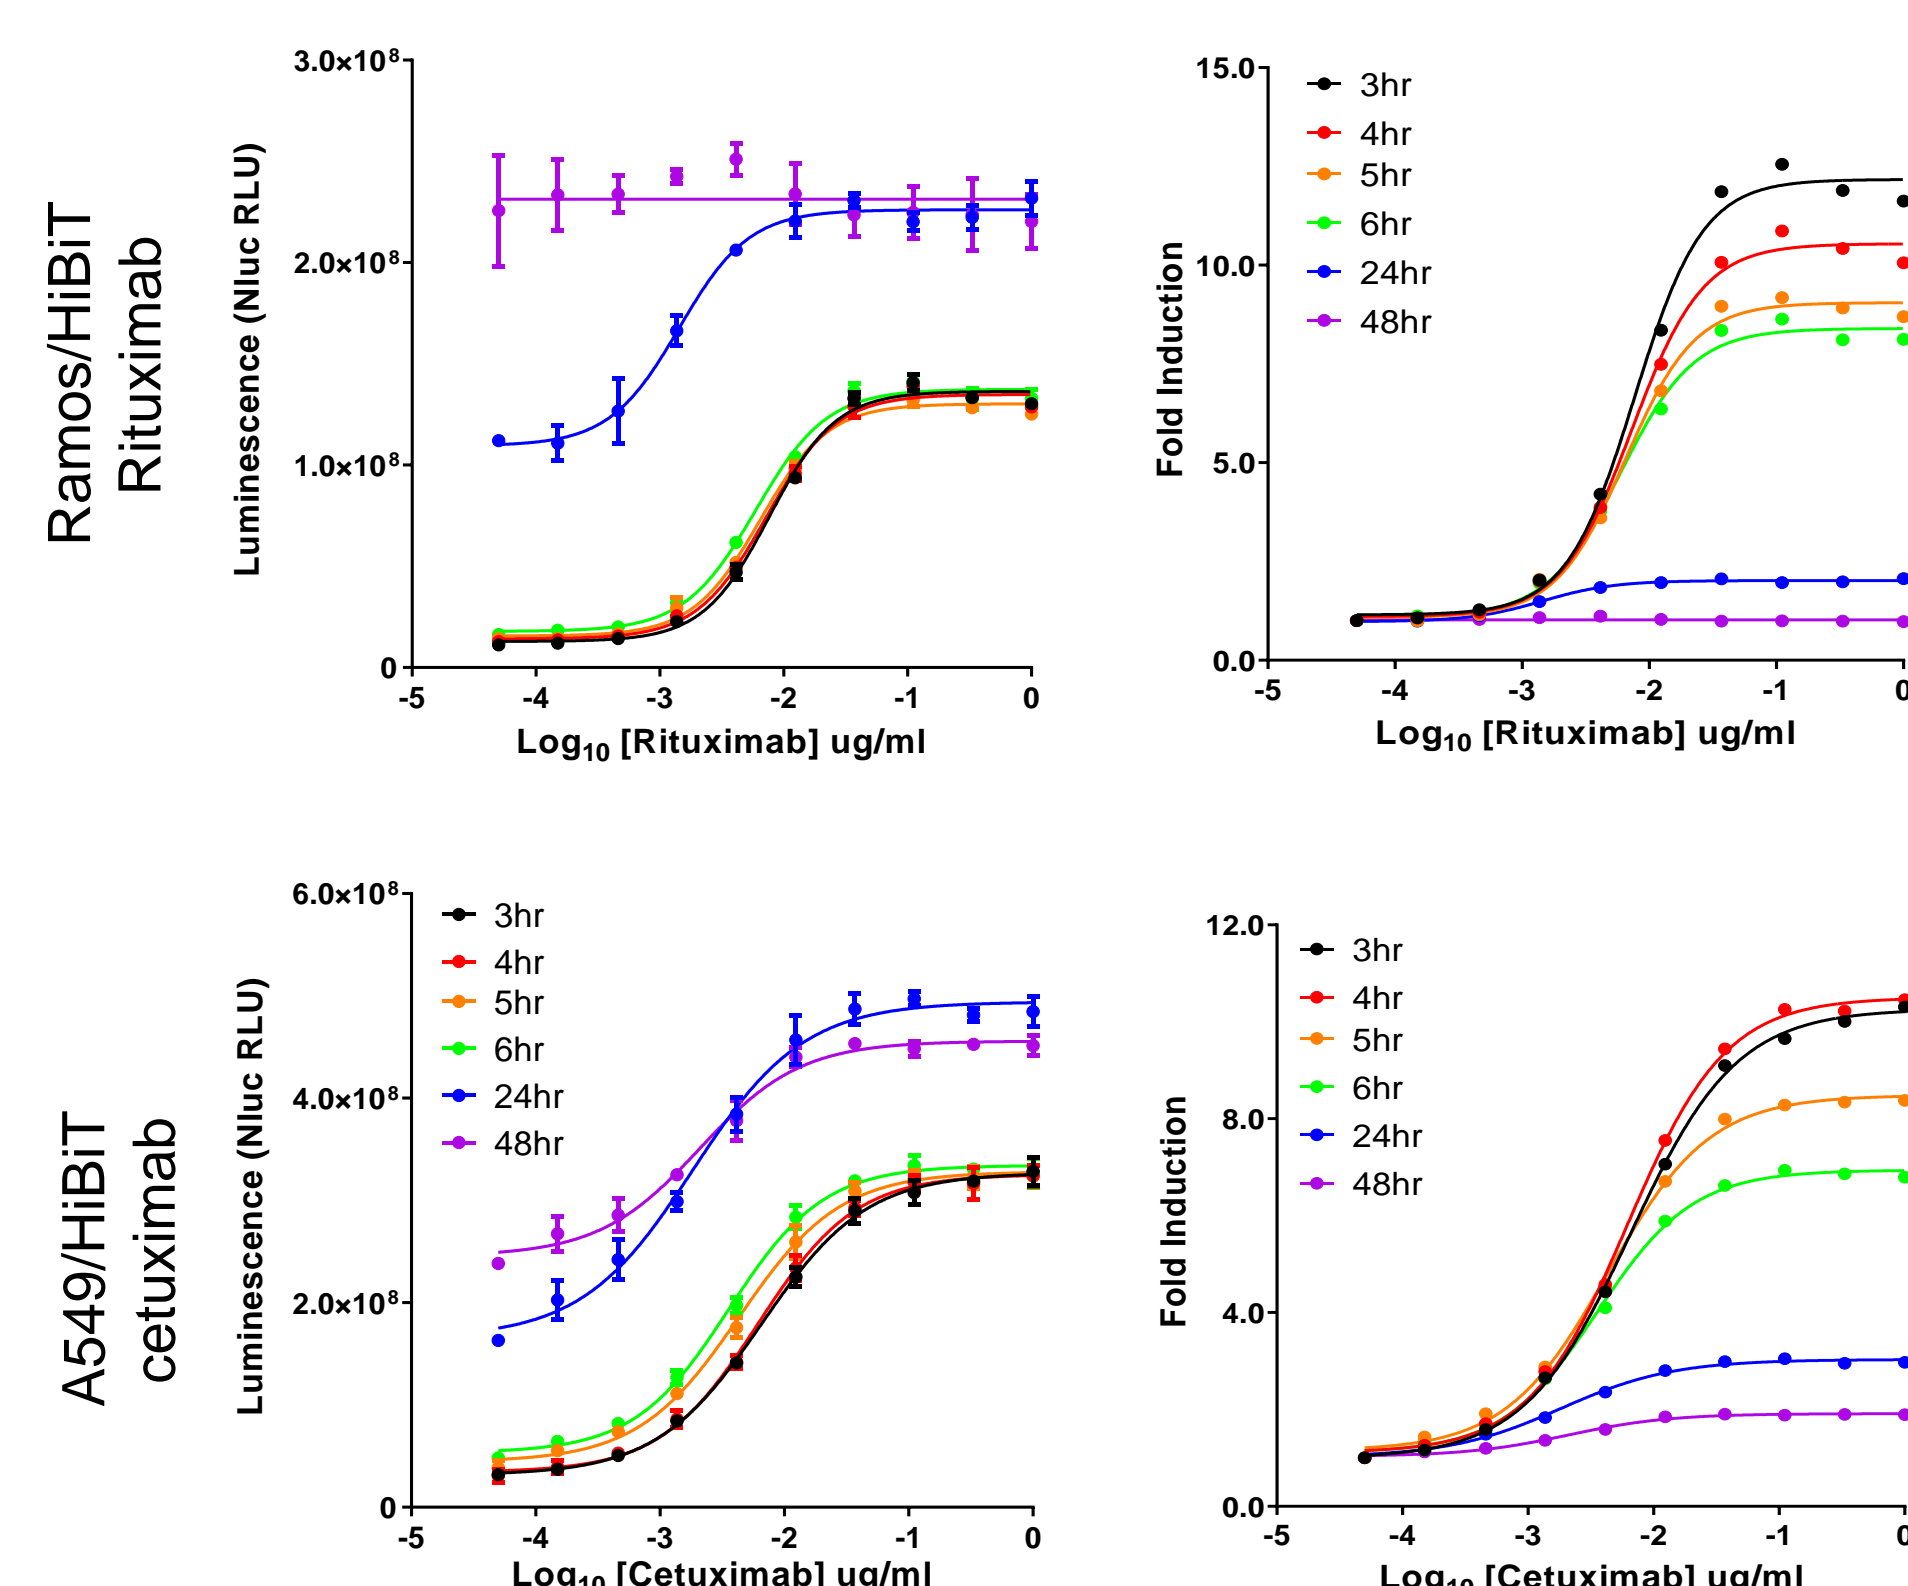 Ramos/HiBiT
Rituximab
Luminescence (Nluc RLU)
3.0×10⁸
2.0×10⁸
1.0×10⁸
0
-5 -4 -3 -2 -1 0
Log₁₀ [Rituximab] ug/ml
Fold Induction
15.0
10.0
5.0
0.0
3hr
4hr
5hr
6hr
24hr
48hr
-5 -4 -3 -2 -1 0
Log₁₀ [Rituximab] ug/ml
A549/HiBiT
cetuximab
Luminescence (Nluc RLU)
6.0×10⁸
4.0×10⁸
2.0×10⁸
0
3hr
4hr
5hr
6hr
24hr
48hr
-5 -4 -3 -2 -1 0
Log₁₀ [Cetuximab] ug/ml
Fold Induction
12.0
8.0
4.0
0.0
3hr
4hr
5hr
6hr
24hr
48hr
-5 -4 -3 -2 -1 0
Log₁₀ [Cetuximab] ug/ml